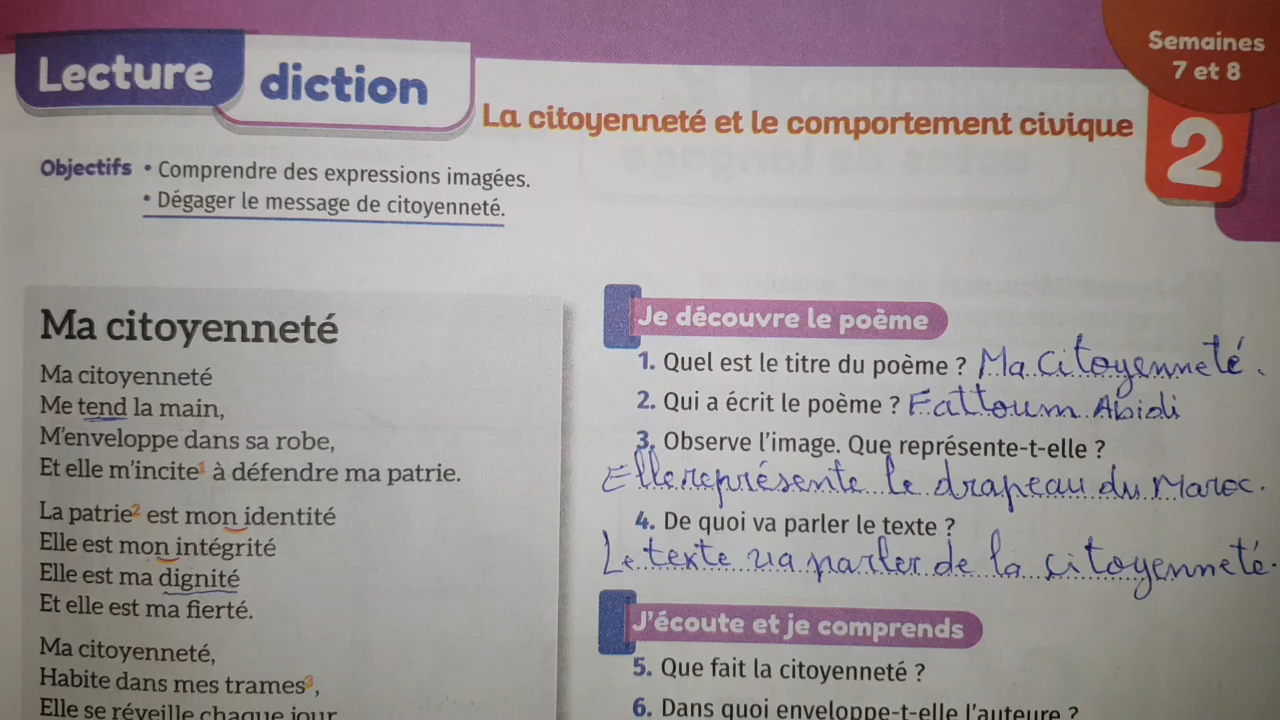 Lecture diction
Semaines
7 et 8
2
La citoyenneté et le comportement civique
Objectifs • Comprendre des expressions imagées.
• Dégager le message de citoyenneté.
Ma citoyenneté
Ma citoyenneté
Me tend la main,
M'enveloppe dans sa robe,
Et elle m'incite1 à défendre ma patrie.
La patrie2 est mon identité
Elle est mon intégrité
Elle est ma dignité
Et elle est ma fierté.
Ma citoyenneté,
Habite dans mes trames3,
Elle se réveille chaque jour
Je découvre le poème
1. Quel est le titre du poème ? Ma Citoyenneté.
2. Qui a écrit le poème ? Fattoum Abidi
3. Observe l'image. Que représente-t-elle ?
Elle représente le drapeau du Maroc.
4. De quoi va parler le texte ?
Le texte va parler de la citoyenneté.
J'écoute et je comprends
5. Que fait la citoyenneté ?
6. Dans quoi enveloppe-t-elle l'auteure ?